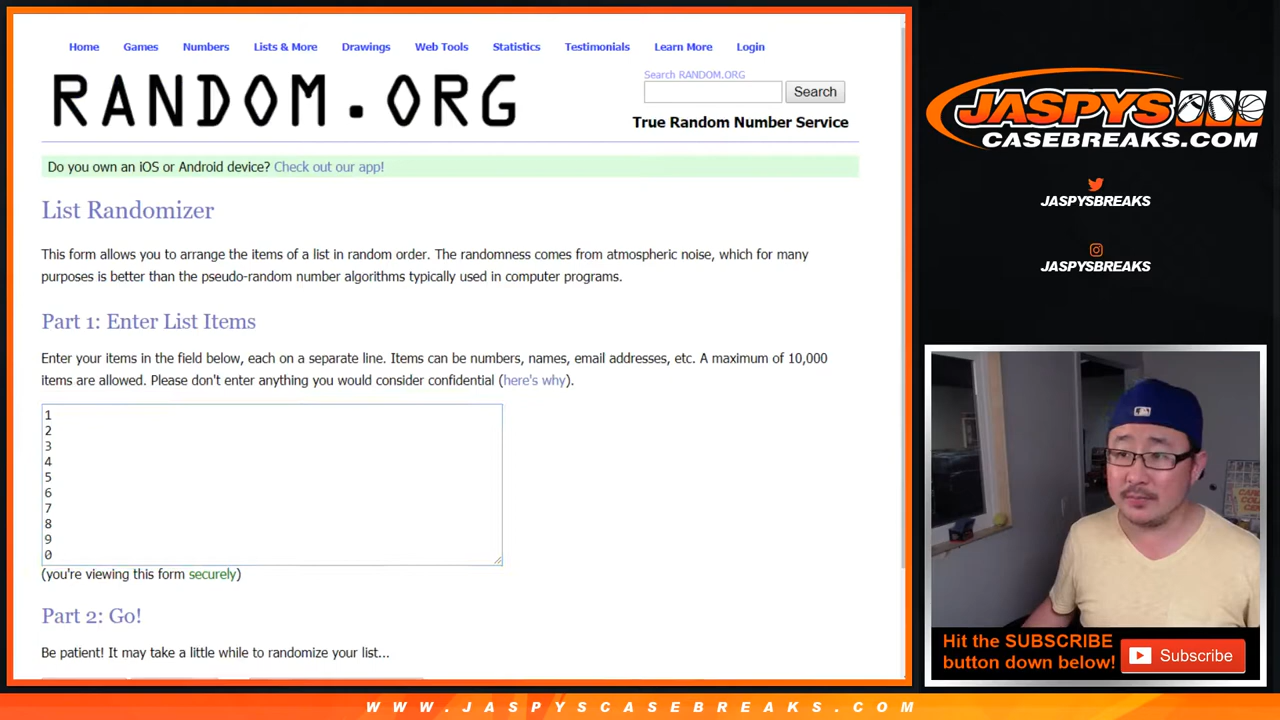 Home Games Numbers Lists & More Drawings Web Tools Statistics Testimonials Learn More Login
RANDOM.ORG
Search RANDOM.ORG
Search
True Random Number Service
Do you own an iOS or Android device? Check out our app!
List Randomizer
This form allows you to arrange the items of a list in random order. The randomness comes from atmospheric noise, which for many
purposes is better than the pseudo-random number algorithms typically used in computer programs.
Part 1: Enter List Items
Enter your items in the field below, each on a separate line. Items can be numbers, names, email addresses, etc. A maximum of 10,000
items are allowed. Please don't enter anything you would consider confidential (here's why).
1
2
3
4
5
6
7
8
9
0
(you're viewing this form securely)
Part 2: Go!
Be patient! It may take a little while to randomize your list...
JASPYS
CASEBREAKS.COM
JASPYSBREAKS
JASPYSBREAKS
Hit the SUBSCRIBE
button down below!
Subscribe
WWW.JASPYSCASEBREAKS.COM